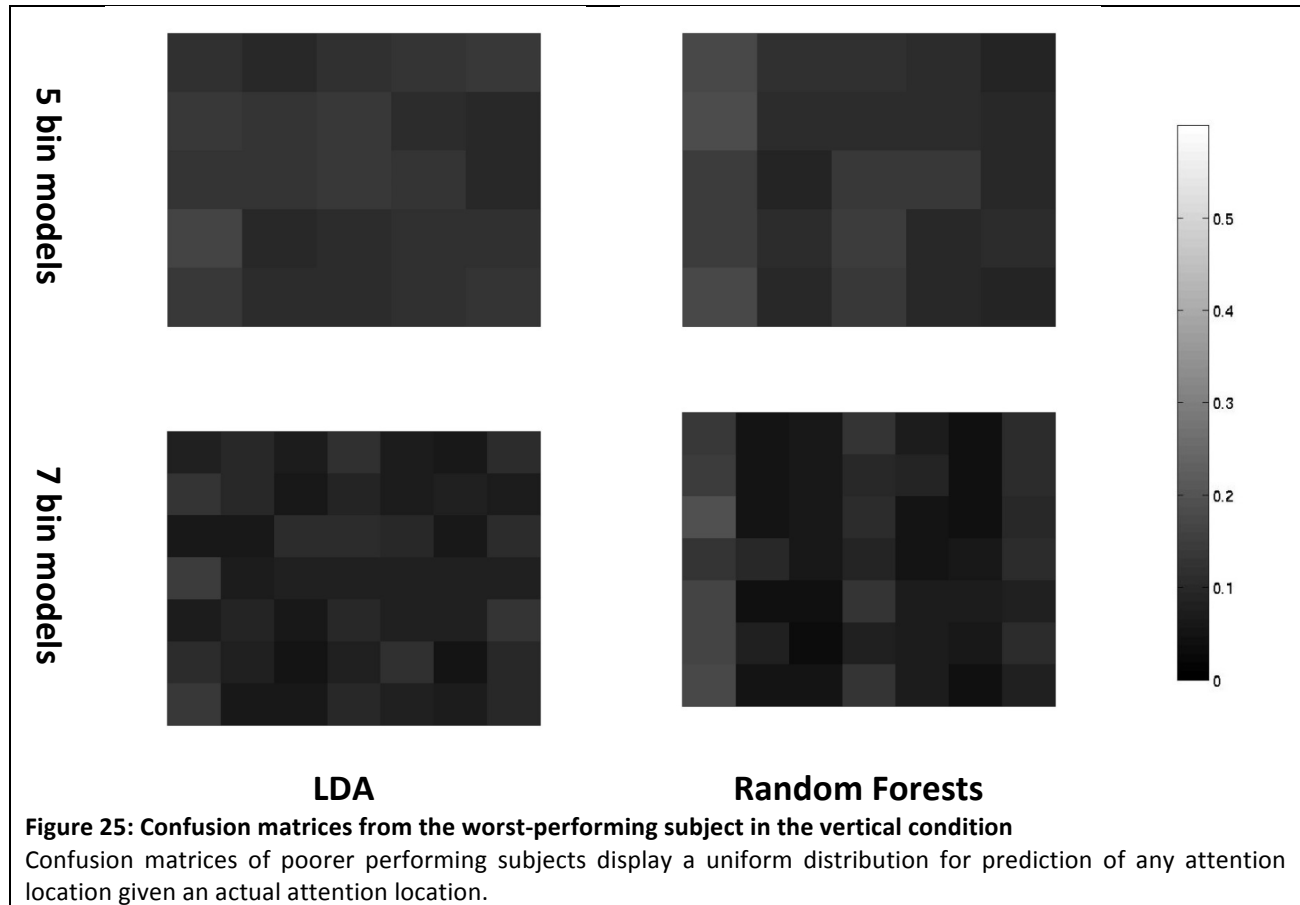 5 bin models
0.5
0.4
0.3
0.2
0.1
0
7 bin models
LDA
Random Forests
Figure 25: Confusion matrices from the worst-performing subject in the vertical condition
Confusion matrices of poorer performing subjects display a uniform distribution for prediction of any attention
location given an actual attention location.